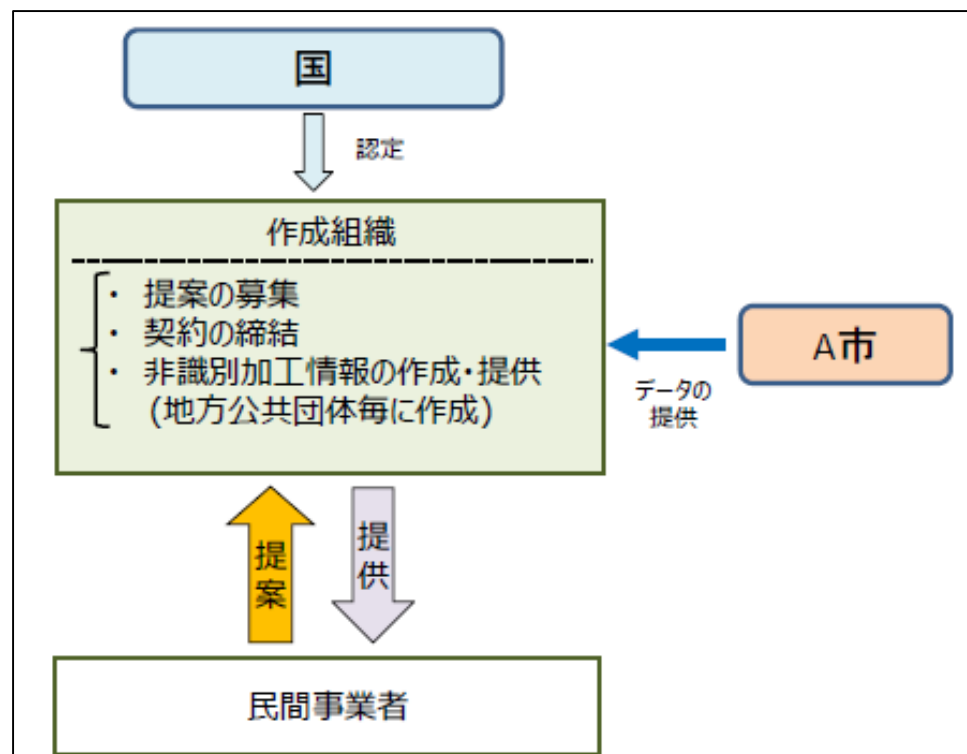 国
認定
作成組織
・ 提案の募集
・ 契約の締結
・ 非識別加工情報の作成・提供
(地方公共団体毎に作成)
A市
データの
提供
提案
提供
民間事業者